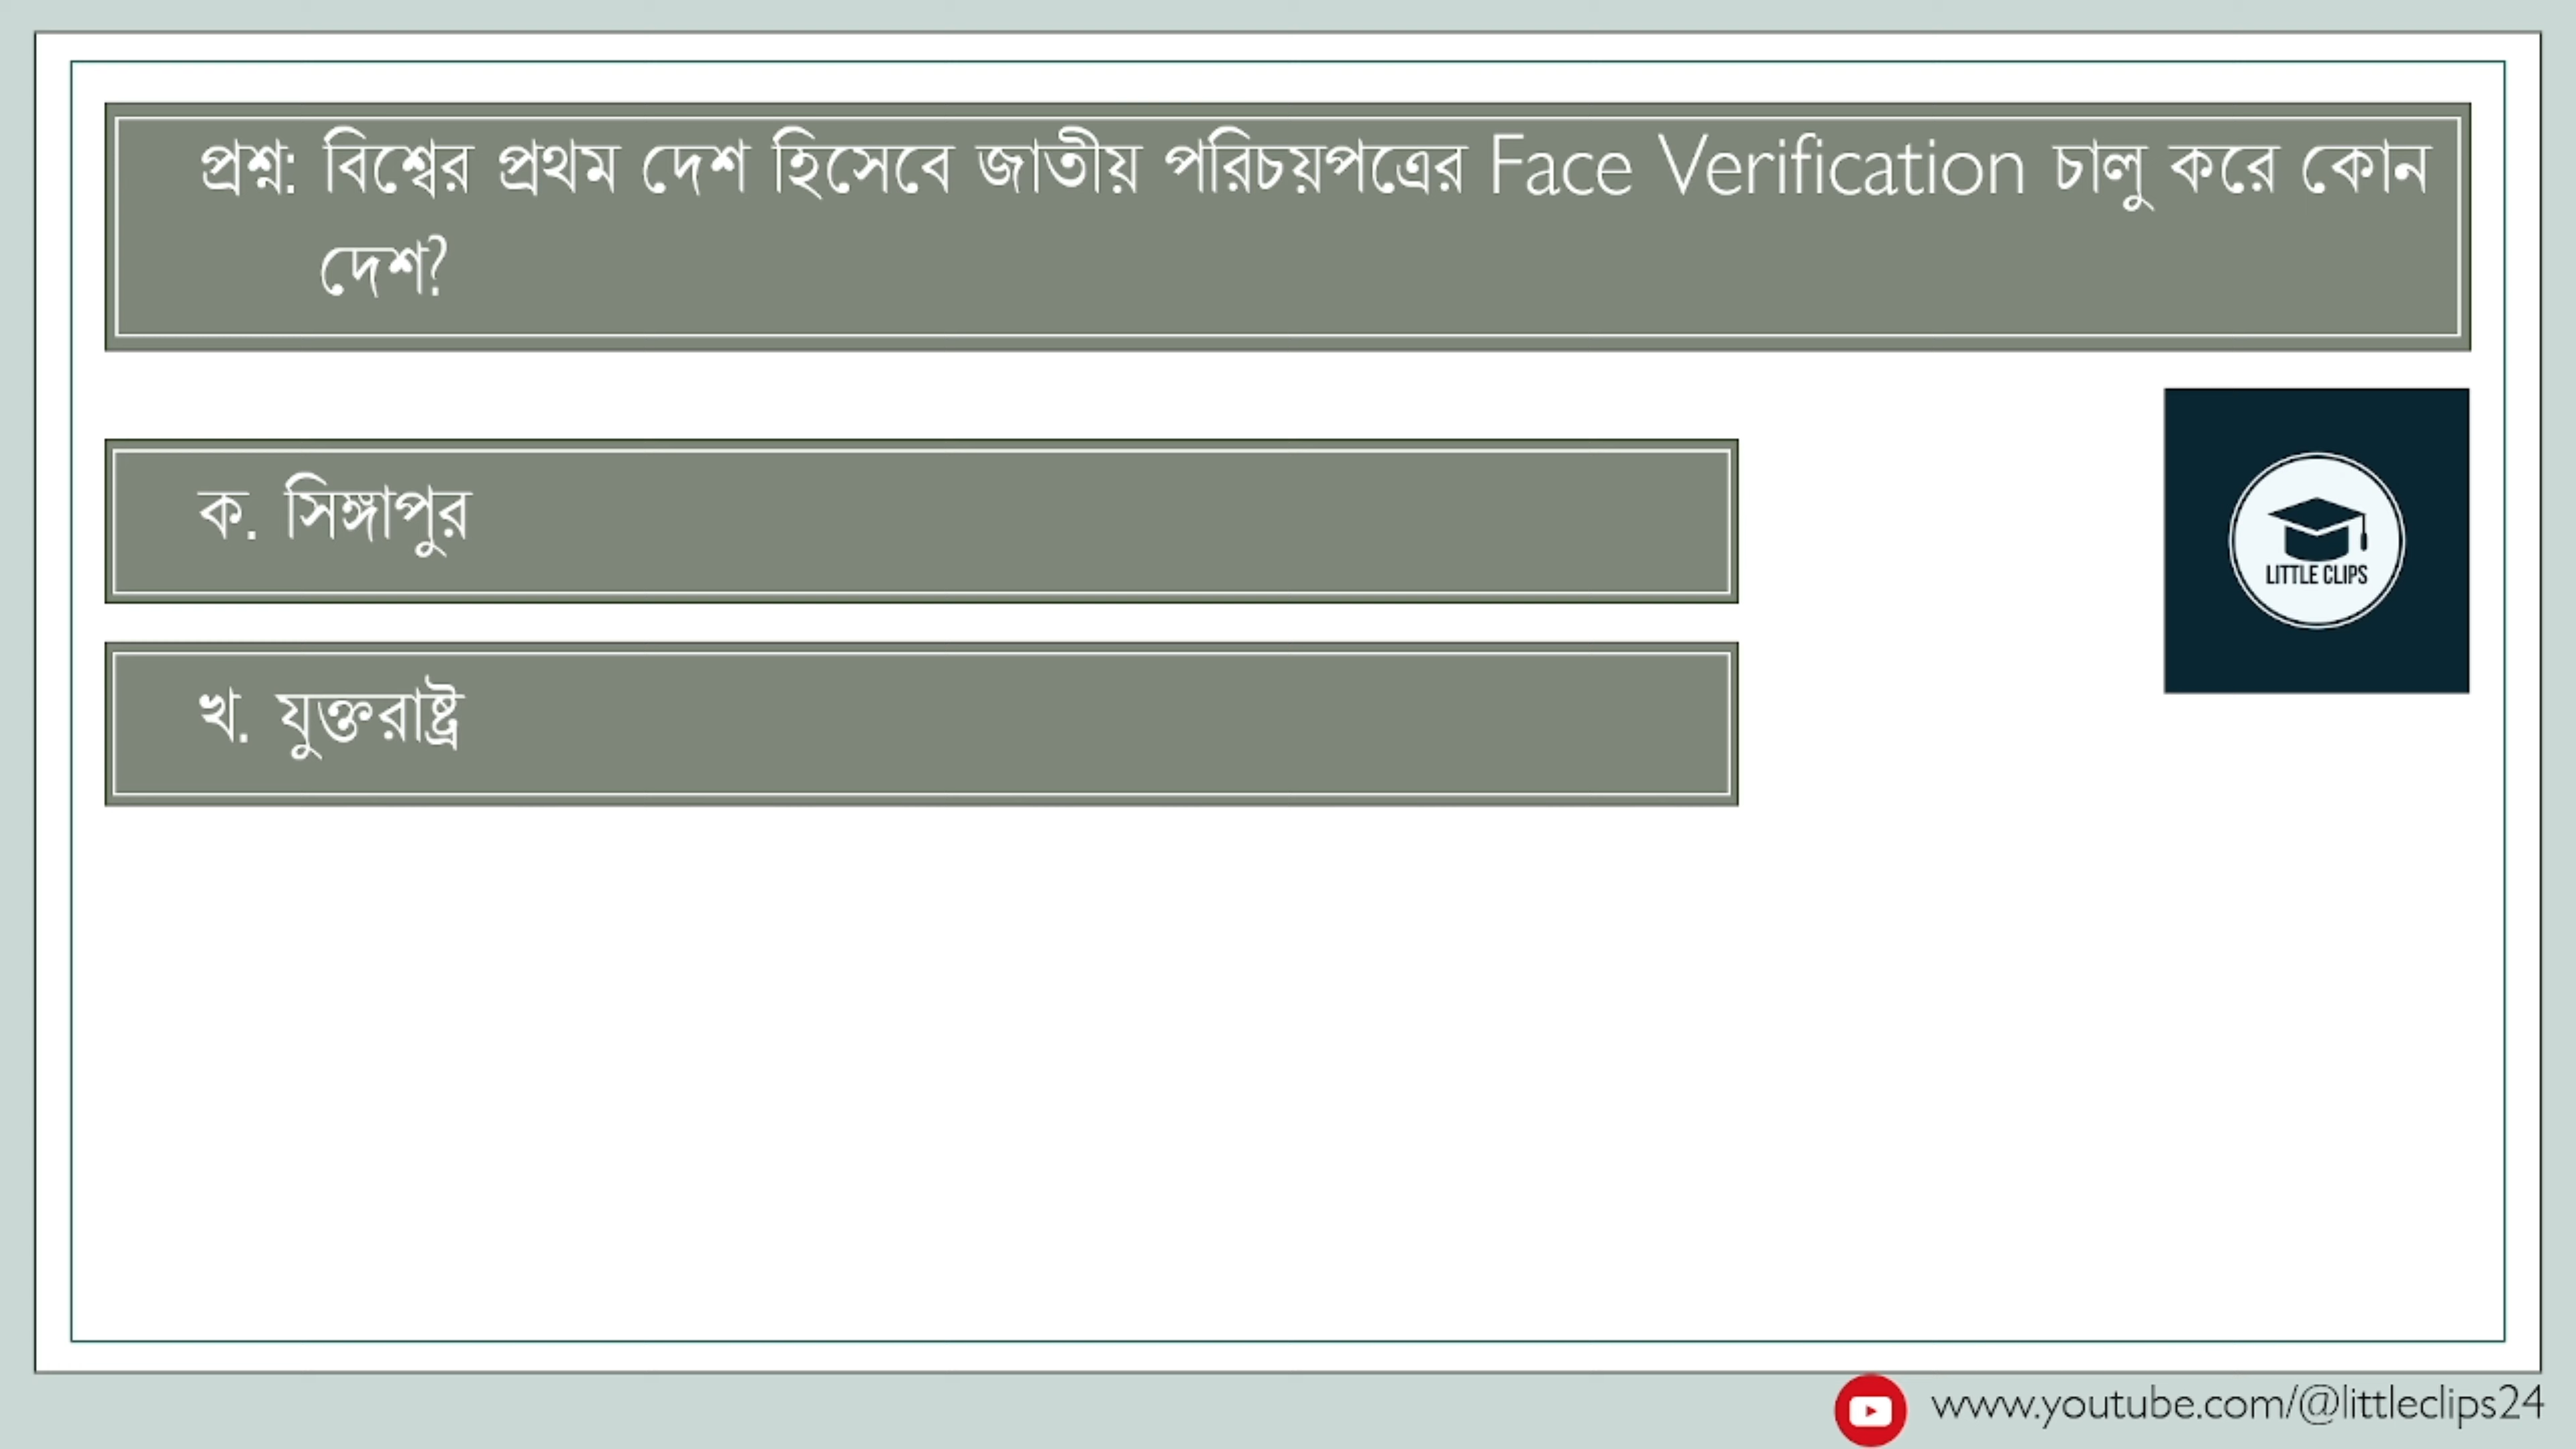 প্রশ্ন: বিশ্বের প্রথম দেশ হিসেবে জাতীয় পরিচয়পত্রের Face Verification চালু করে কোন
দেশ?
ক. সিঙ্গাপুর
LITTLE CLIPS
খ. যুক্তরাষ্ট্র
www.youtube.com/@littleclips24